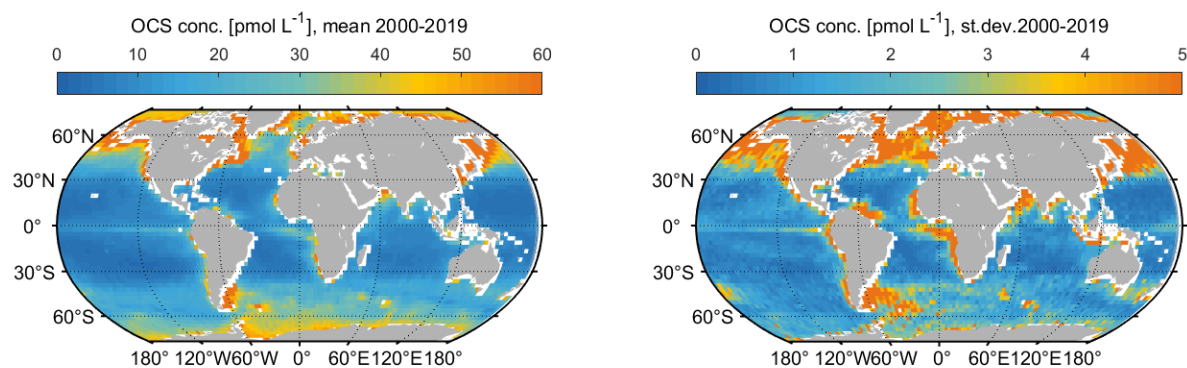 OCS conc. [pmol L⁻¹], mean 2000-2019
0 10 20 30 40 50 60
60°N
30°N
0°
30°S
60°S
180°120°W60°W 0° 60°E120°E180°
OCS conc. [pmol L⁻¹], st.dev.2000-2019
0 1 2 3 4 5
60°N
30°N
0°
30°S
60°S
180°120°W60°W 0° 60°E120°E180°